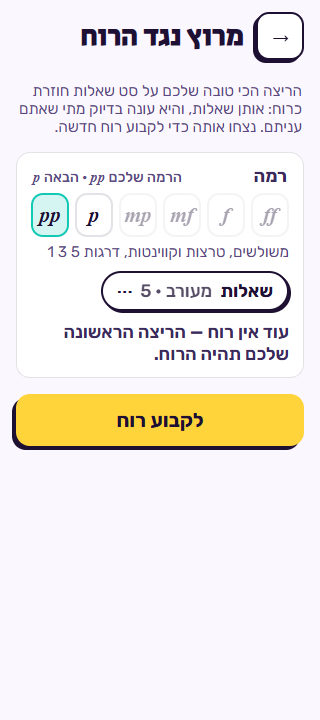 → מרוץ נגד הרוח
הריצה הכי טובה שלכם על סט שאלות חוזרת
כרוח: אותן שאלות, והיא עונה בדיוק מתי שאתם
עניתם. נצחו אותה כדי לקבוע רוח חדשה.
רמה
הרמה שלכם pp • הבאה p
pp p mp mf f ff
משולשים, טרצות וקווינטות, דרגות 1 3 5
שאלות מעורב • 5 ⋯
עוד אין רוח – הריצה הראשונה
שלכם תהיה הרוח.
לקבוע רוח